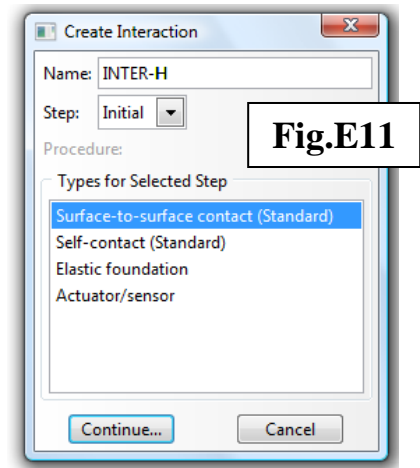 Create Interaction
Name: INTER-H
Step: Initial
Fig.E11
Procedure:
Types for Selected Step
Surface-to-surface contact (Standard)
Self-contact (Standard)
Elastic foundation
Actuator/sensor
Continue... Cancel